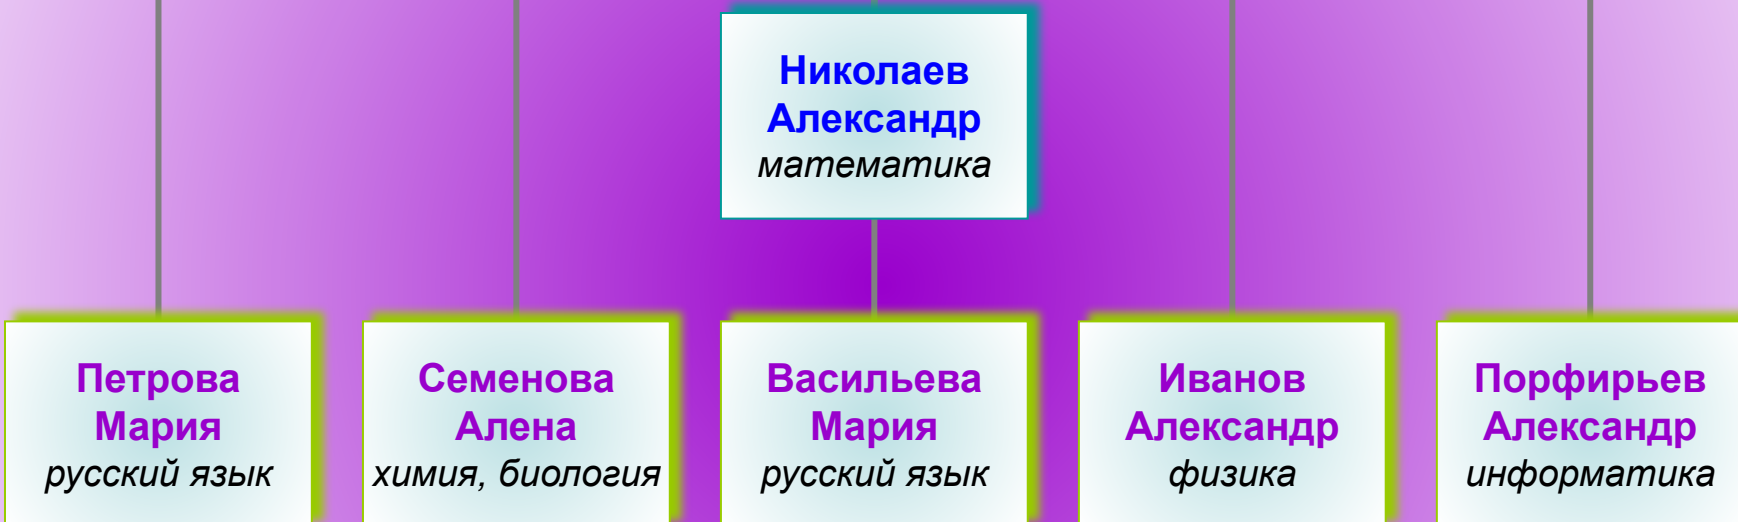 Николаев
Александр
математика
Петрова
Мария
русский язык
Семенова
Алена
химия, биология
Васильева
Мария
русский язык
Иванов
Александр
физика
Порфирьев
Александр
информатика